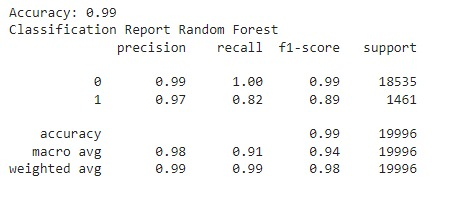 Accuracy: 0.99
Classification Report Random Forest
precision recall f1-score support
0 0.99 1.00 0.99 18535
1 0.97 0.82 0.89 1461
accuracy 0.99 19996
macro avg 0.98 0.91 0.94 19996
weighted avg 0.99 0.99 0.98 19996